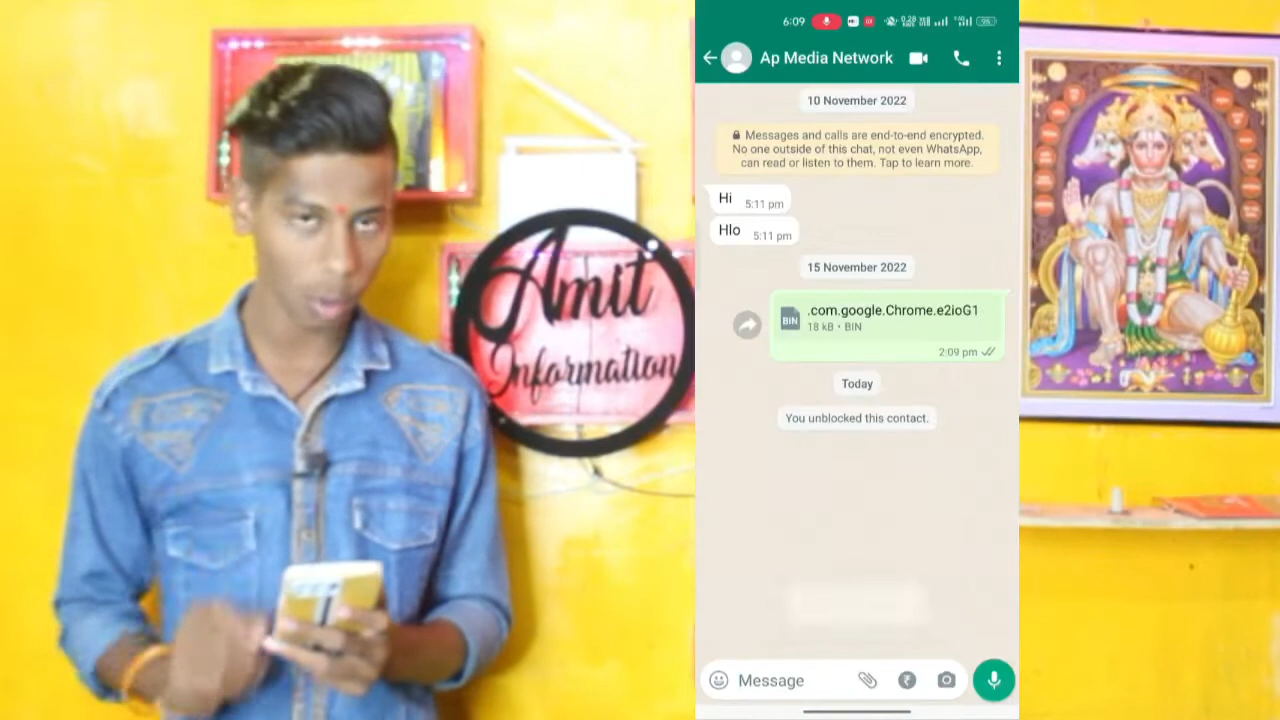 Amit
Information
6:09
Ap Media Network
10 November 2022
Messages and calls are end-to-end encrypted.
No one outside of this chat, not even WhatsApp,
can read or listen to them. Tap to learn more.
Hi 5:11 pm
Hlo 5:11 pm
15 November 2022
BIN
.com.google.Chrome.e2ioG1
18 kB • BIN
2:09 pm
Today
You unblocked this contact.
Message